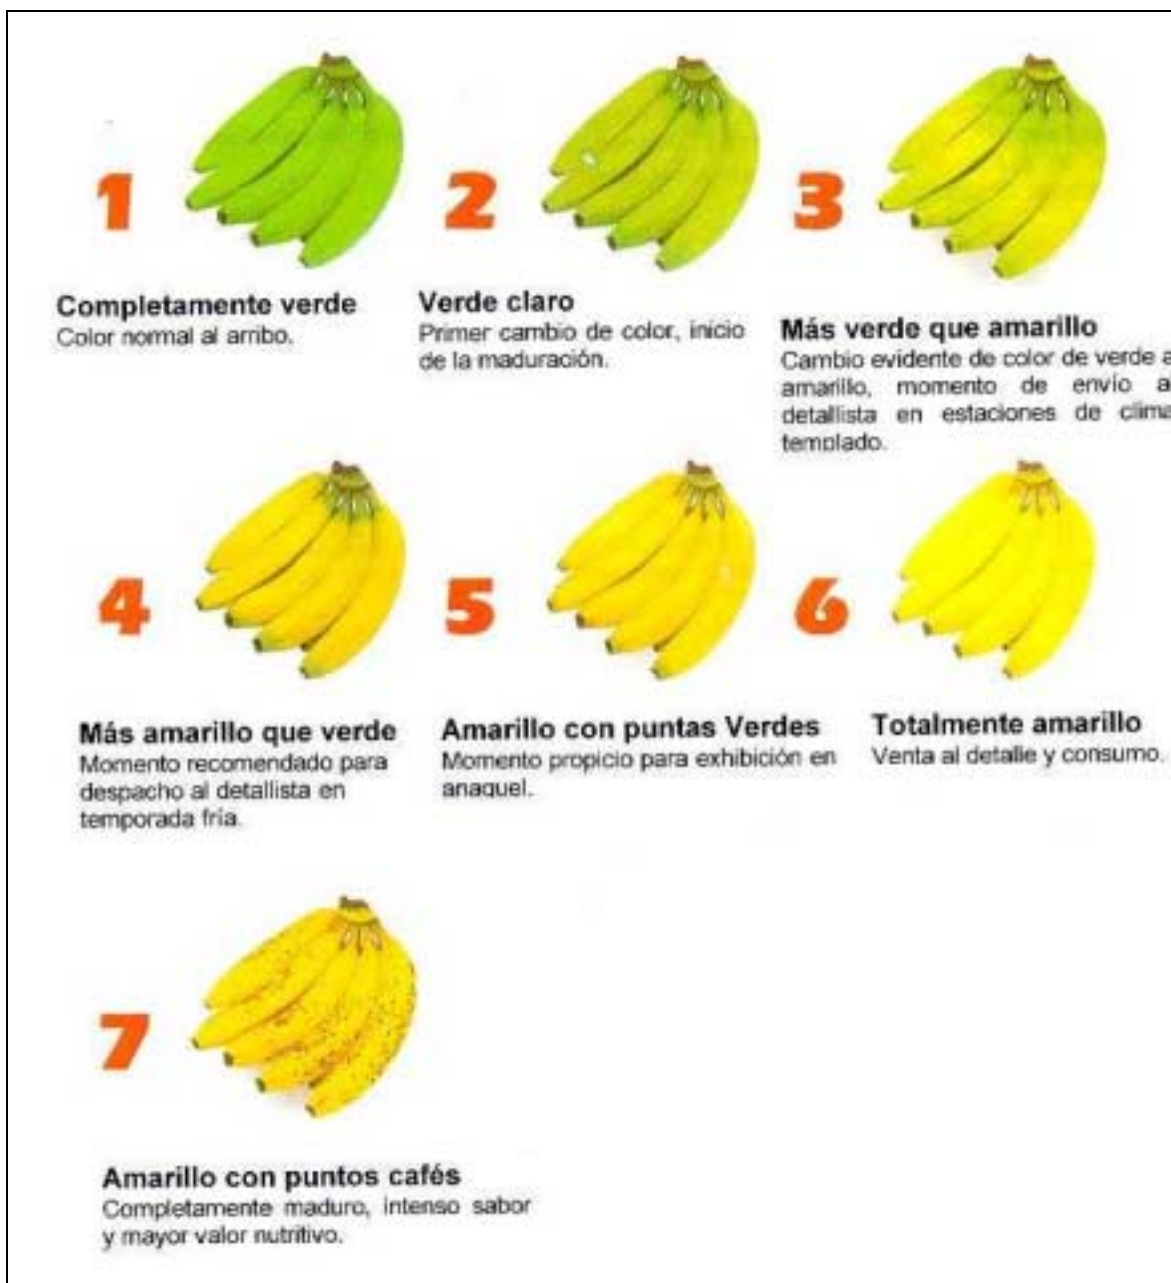 1
Completamente verde
Color normal al arribo.
2
Verde claro
Primer cambio de color, inicio
de la maduración.
3
Más verde que amarillo
Cambio evidente de color de verde a
amarillo, momento de envío a
detallista en estaciones de clima
templado.
4
Más amarillo que verde
Momento recomendado para
despacho al detallista en
temporada fria.
5
Amarillo con puntas Verdes
Momento propicio para exhibición en
anaquel.
6
Totalmente amarillo
Venta al detalle y consumo.
7
Amarillo con puntos cafés
Completamente maduro, intenso sabor
y mayor valor nutritivo.